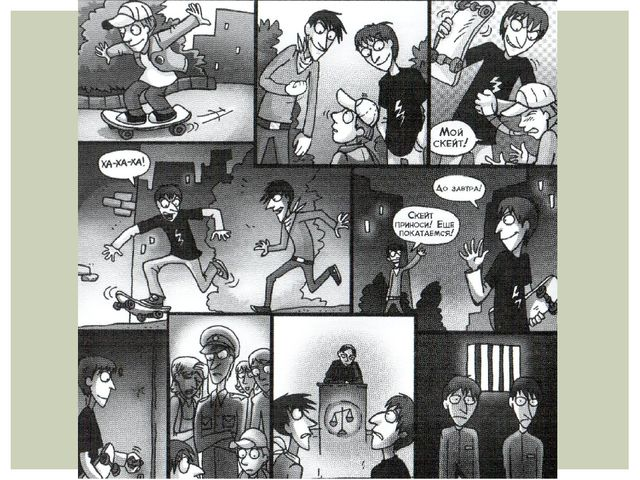 Мой
скейт!
Ха-ха-ха!
До завтра!
Скейт
приноси! Еще
покатаемся!